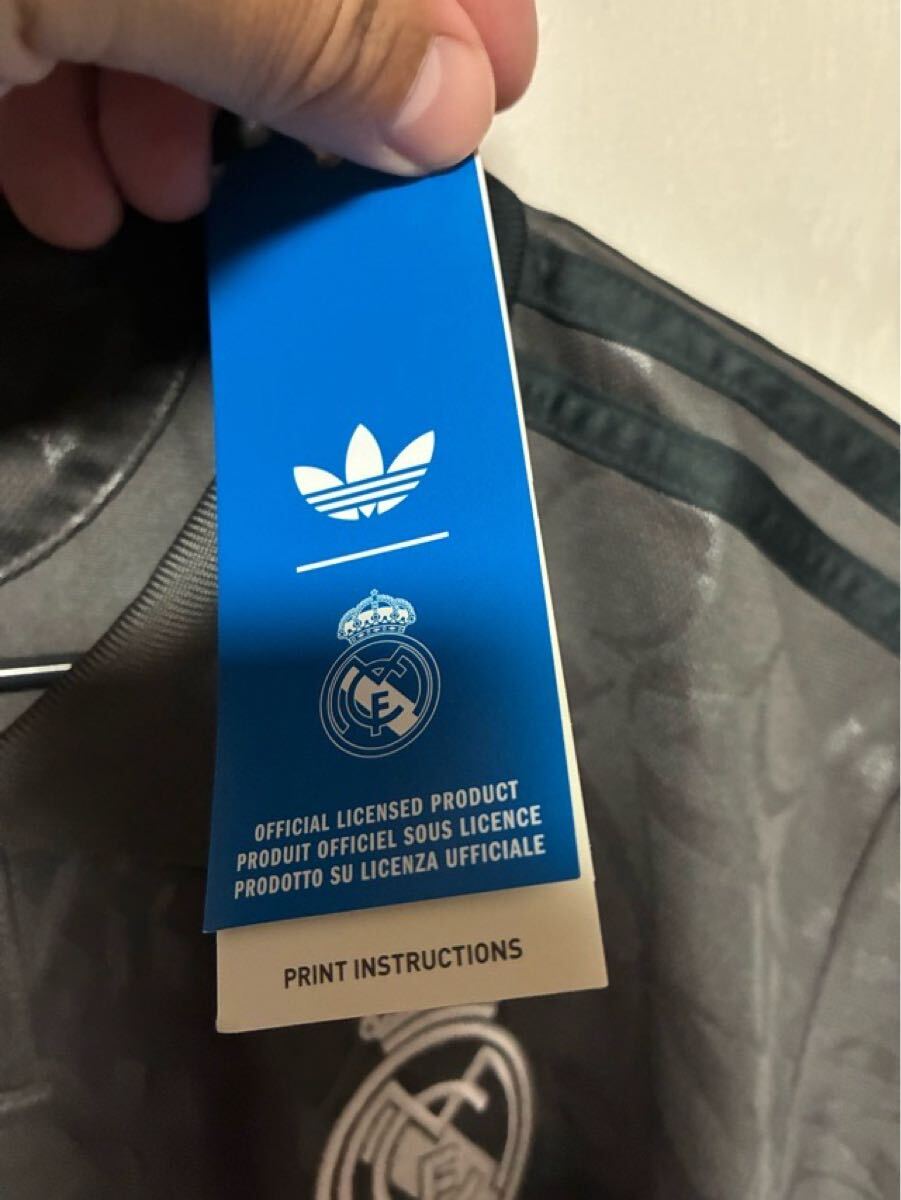 OFFICIAL LICENSED PRODUCT
PRODUIT OFFICIEL SOUS LICENCE
PRODOTTO SU LICENZA UFFICIALE
PRINT INSTRUCTIONS